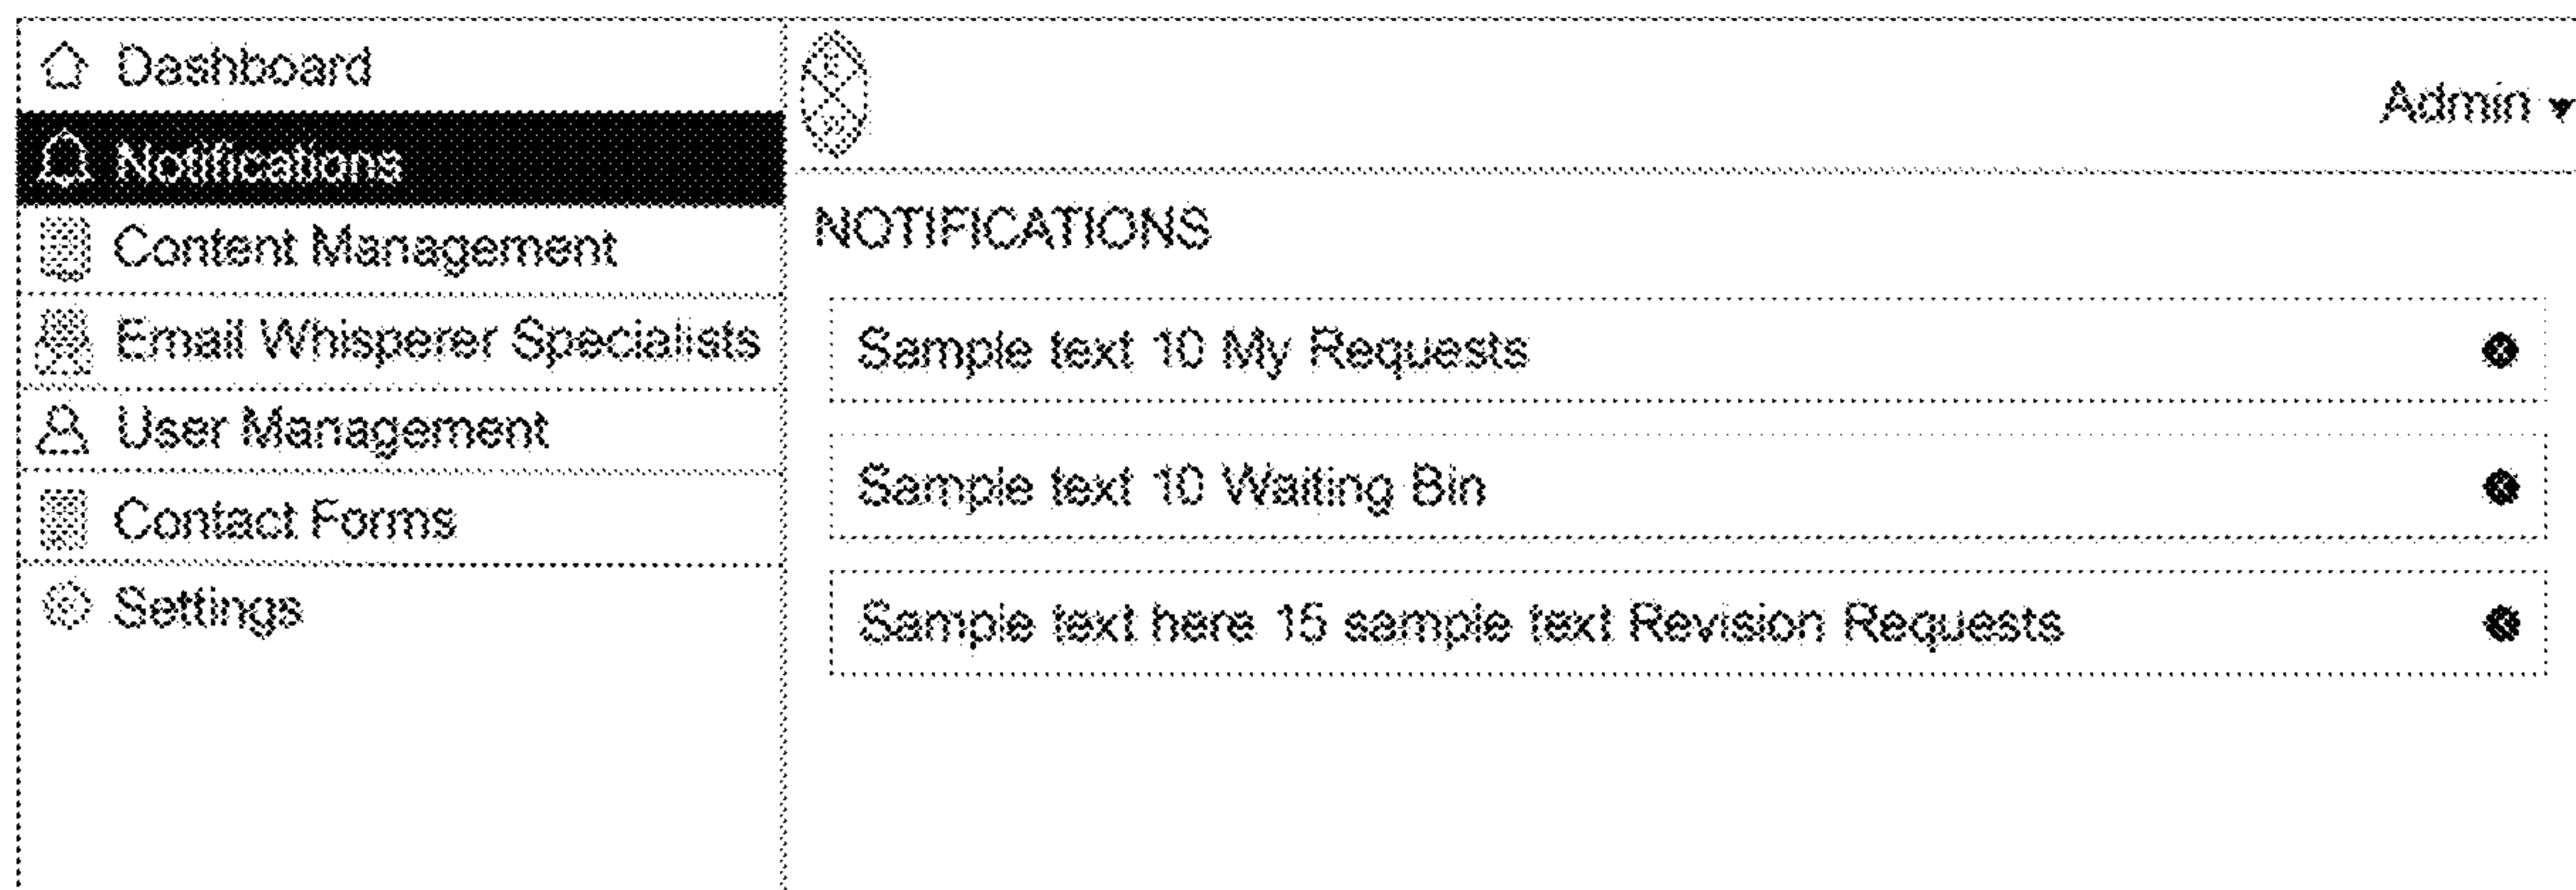 Dashboard
Notifications
Content Management
Email Whisperer Specialists
User Management
Contact Forms
Settings
Admin
NOTIFICATIONS
Sample text 10 My Requests
Sample text 10 Waiting Bin
Sample text here 15 sample text Revision Requests